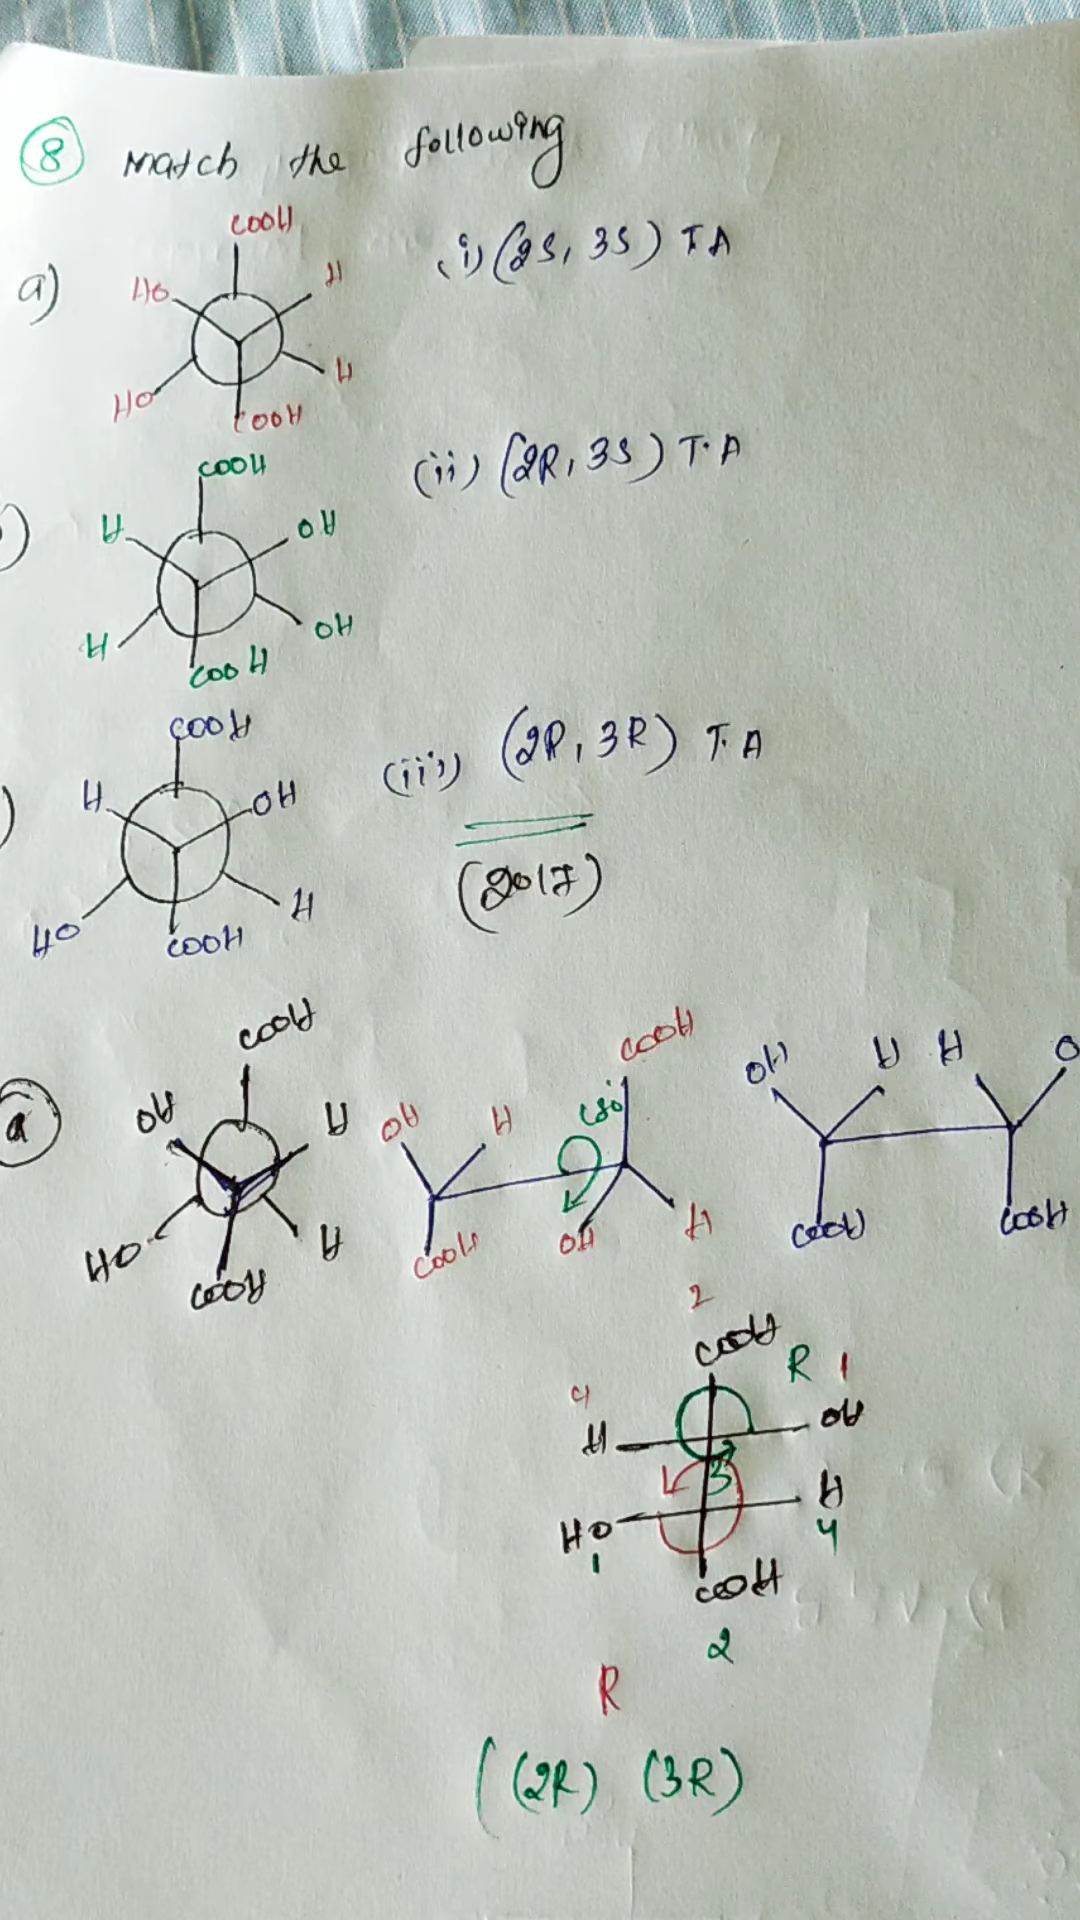 8 Match the following
COOH
a) HO H (i) (2S, 3S) TA
HO H
COOH
COOH (ii) (2R, 3S) T.A
) H OH
H OH
COOH
COOH (iii) (2R, 3R) T.A
) H OH
(2017)
HO H
COOH
COOH COOH
a OH H OH H 180 OH H H O
HO H OH H
COOH COOH COOH COOH
2
COOH
4 R 1
H OH
3
HO H
1 4
COOH
2
R
((2R) (3R)